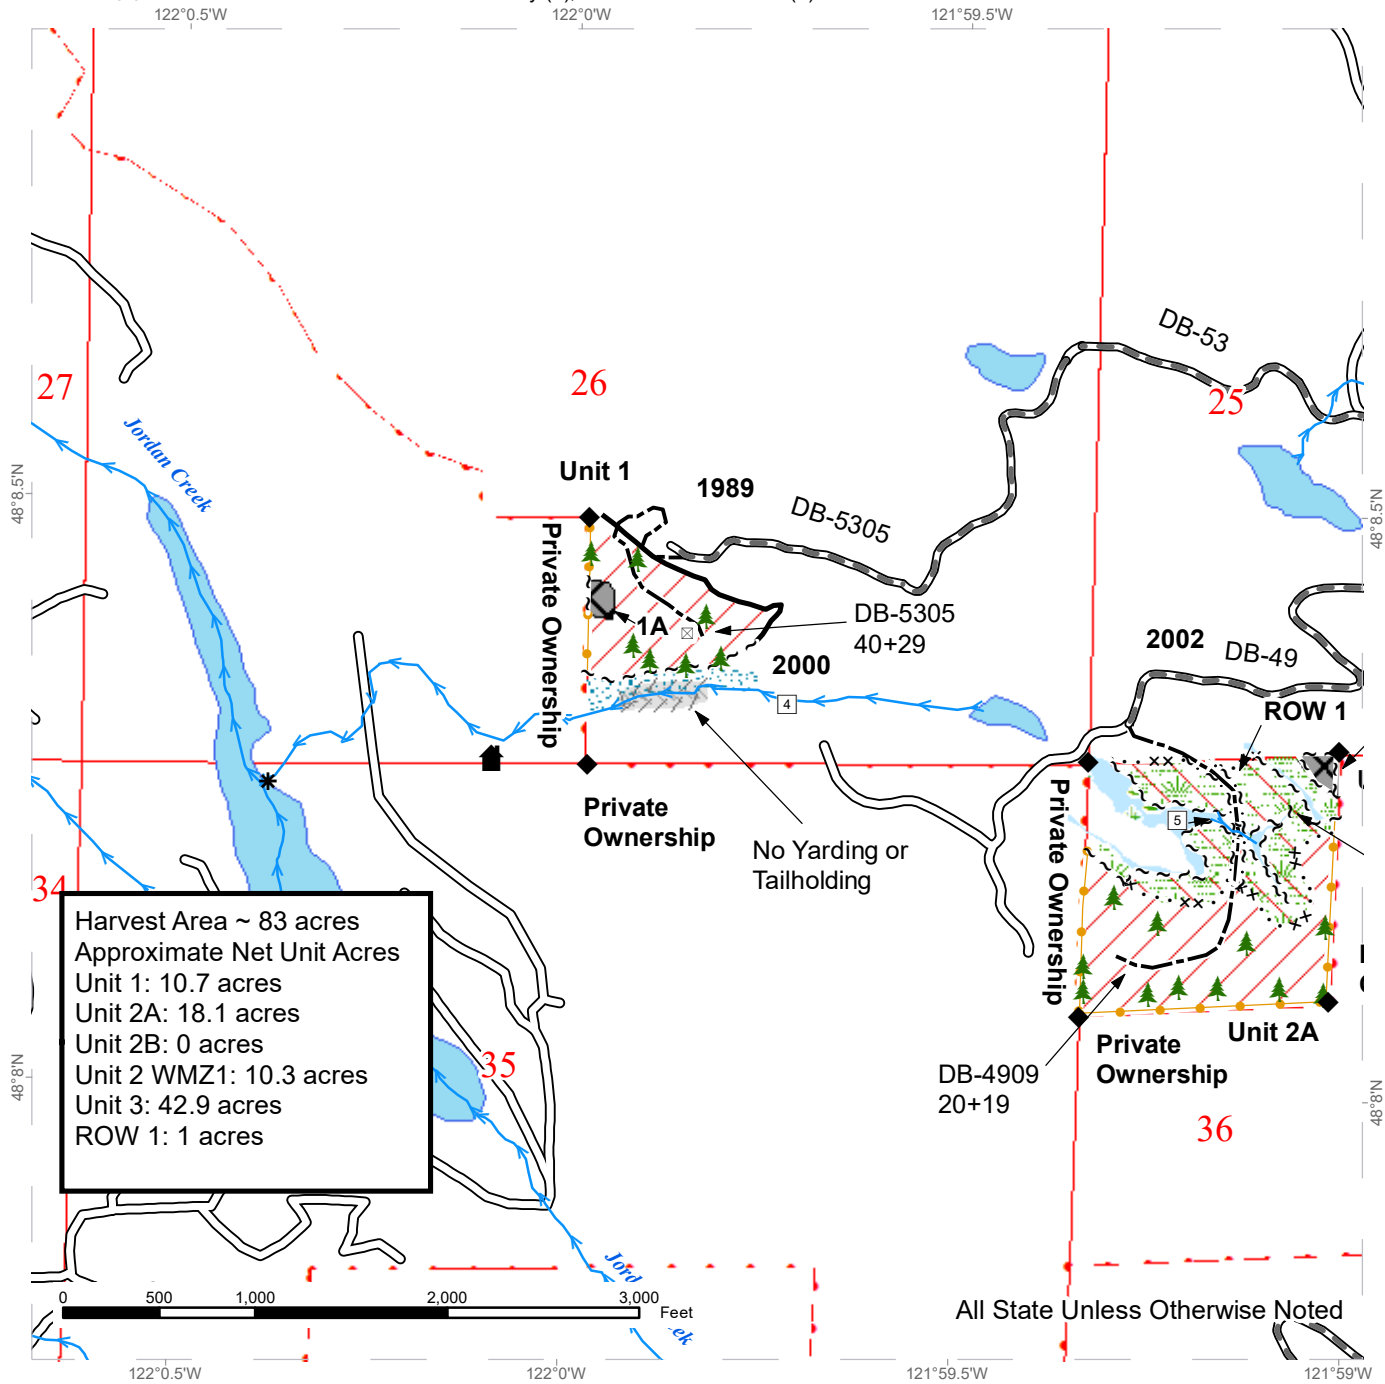 122°0.5'W
122°0'W
121°59.5'W
DB-53
27
26
25
Jordan Creek
Unit 1
1989
48°8.5'N
48°8.5'N
DB-5305
Private Ownership
1A
DB-5305
40+29
2002
DB-49
2000
4
ROW 1
Private
Ownership
No Yarding or
Tailholding
5
Private Ownership
34
Harvest Area ~ 83 acres
Approximate Net Unit Acres
Unit 1: 10.7 acres
Unit 2A: 18.1 acres
Unit 2B: 0 acres
Unit 2 WMZ1: 10.3 acres
Unit 3: 42.9 acres
ROW 1: 1 acres
35
Unit 2A
Private
Ownership
DB-4909
20+19
48°8'N
48°8'N
36
0 500 1,000 2,000 3,000
Feet
All State Unless Otherwise Noted
122°0.5'W
122°0'W
121°59.5'W
121°59'W